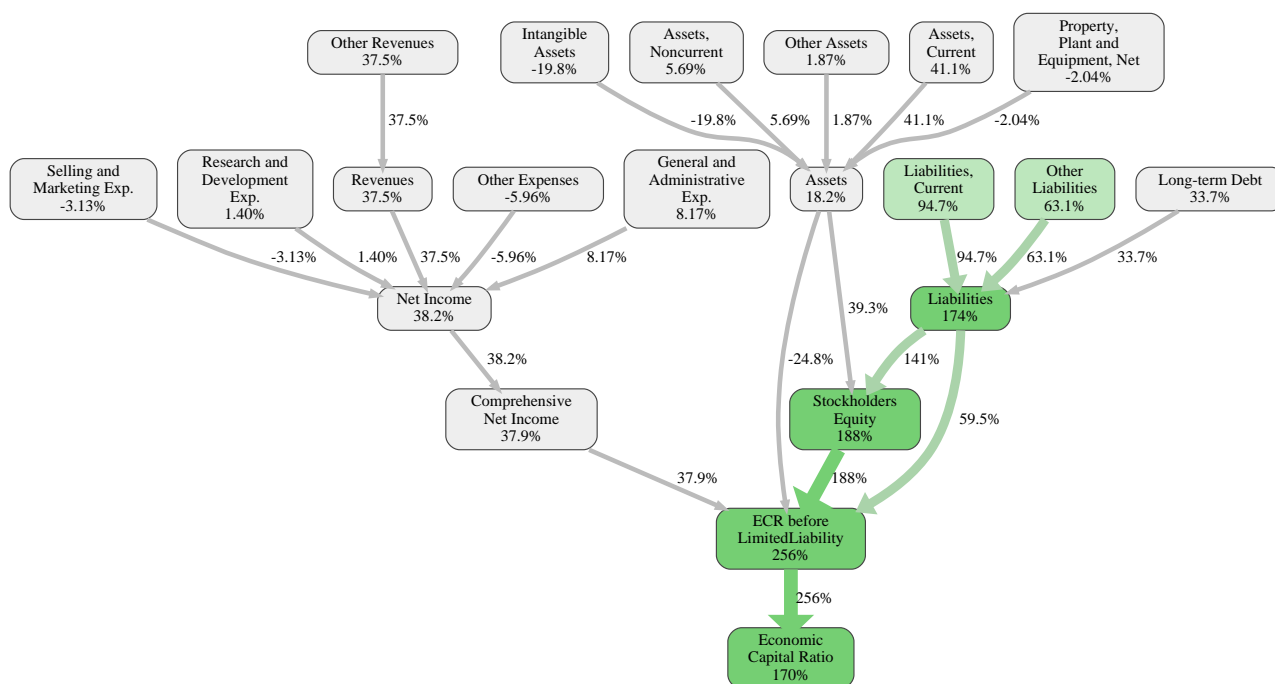 Other Revenues
37.5%
Intangible
Assets
-19.8%
Assets,
Noncurrent
5.69%
Other Assets
1.87%
Assets,
Current
41.1%
Property,
Plant and
Equipment, Net
-2.04%
37.5%
-19.8%
5.69%
1.87%
41.1%
-2.04%
Selling and
Marketing Exp.
Exp.
-3.13%
Research and
Development
Exp.
1.40%
Revenues
37.5%
Other Expenses
-5.96%
General and
Administrative
Exp.
8.17%
Assets
18.2%
Liabilities,
Current
94.7%
Other
Liabilities
63.1%
Long-term Debt
33.7%
-3.13%
1.40%
37.5%
-5.96%
8.17%
94.7%
63.1%
33.7%
Net Income
38.2%
39.3%
Liabilities
174%
38.2%
-24.8%
141%
Comprehensive
Net Income
37.9%
Stockholders
Equity
188%
59.5%
37.9%
188%
ECR before
LimitedLiability
256%
256%
Economic
Capital Ratio
170%